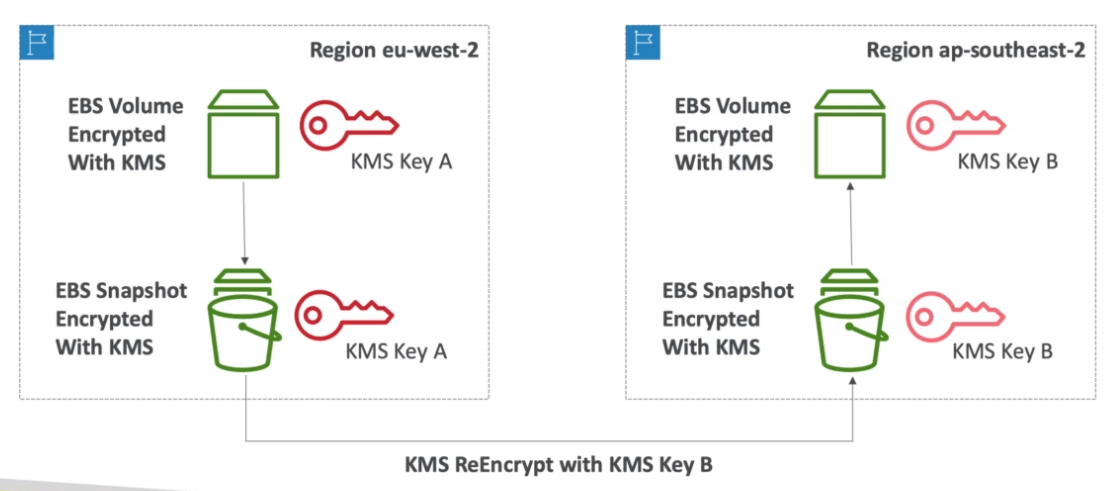 Region eu-west-2
EBS Volume
Encrypted
With KMS
KMS Key A
EBS Snapshot
Encrypted
With KMS
KMS Key A
Region ap-southeast-2
EBS Volume
Encrypted
With KMS
KMS Key B
EBS Snapshot
Encrypted
With KMS
KMS Key B
KMS ReEncrypt with KMS Key B